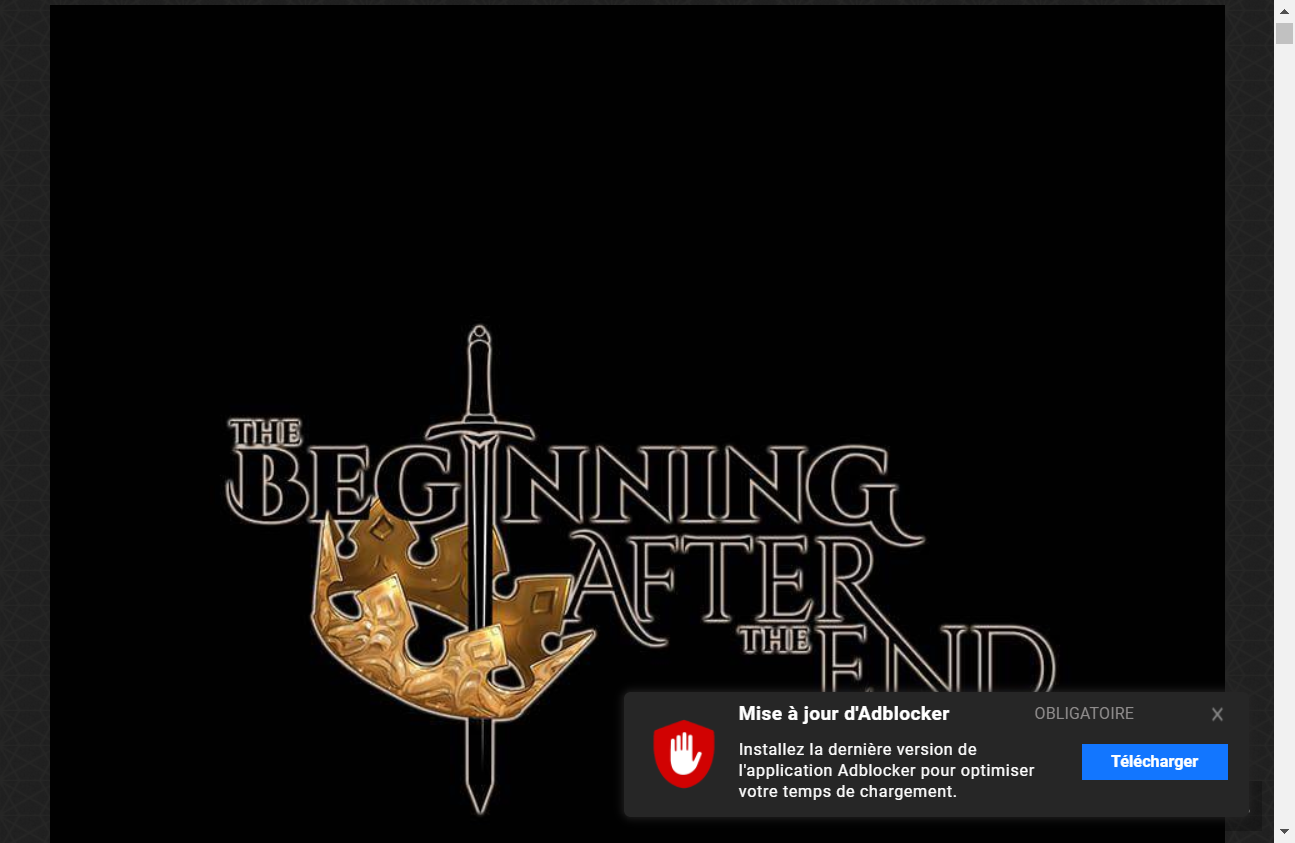 THE
BEGINNING
AFTER
THE END
Mise à jour d'Adblocker
OBLIGATOIRE
X
Installez la dernière version de
l'application Adblocker pour optimiser
votre temps de chargement.
Télécharger